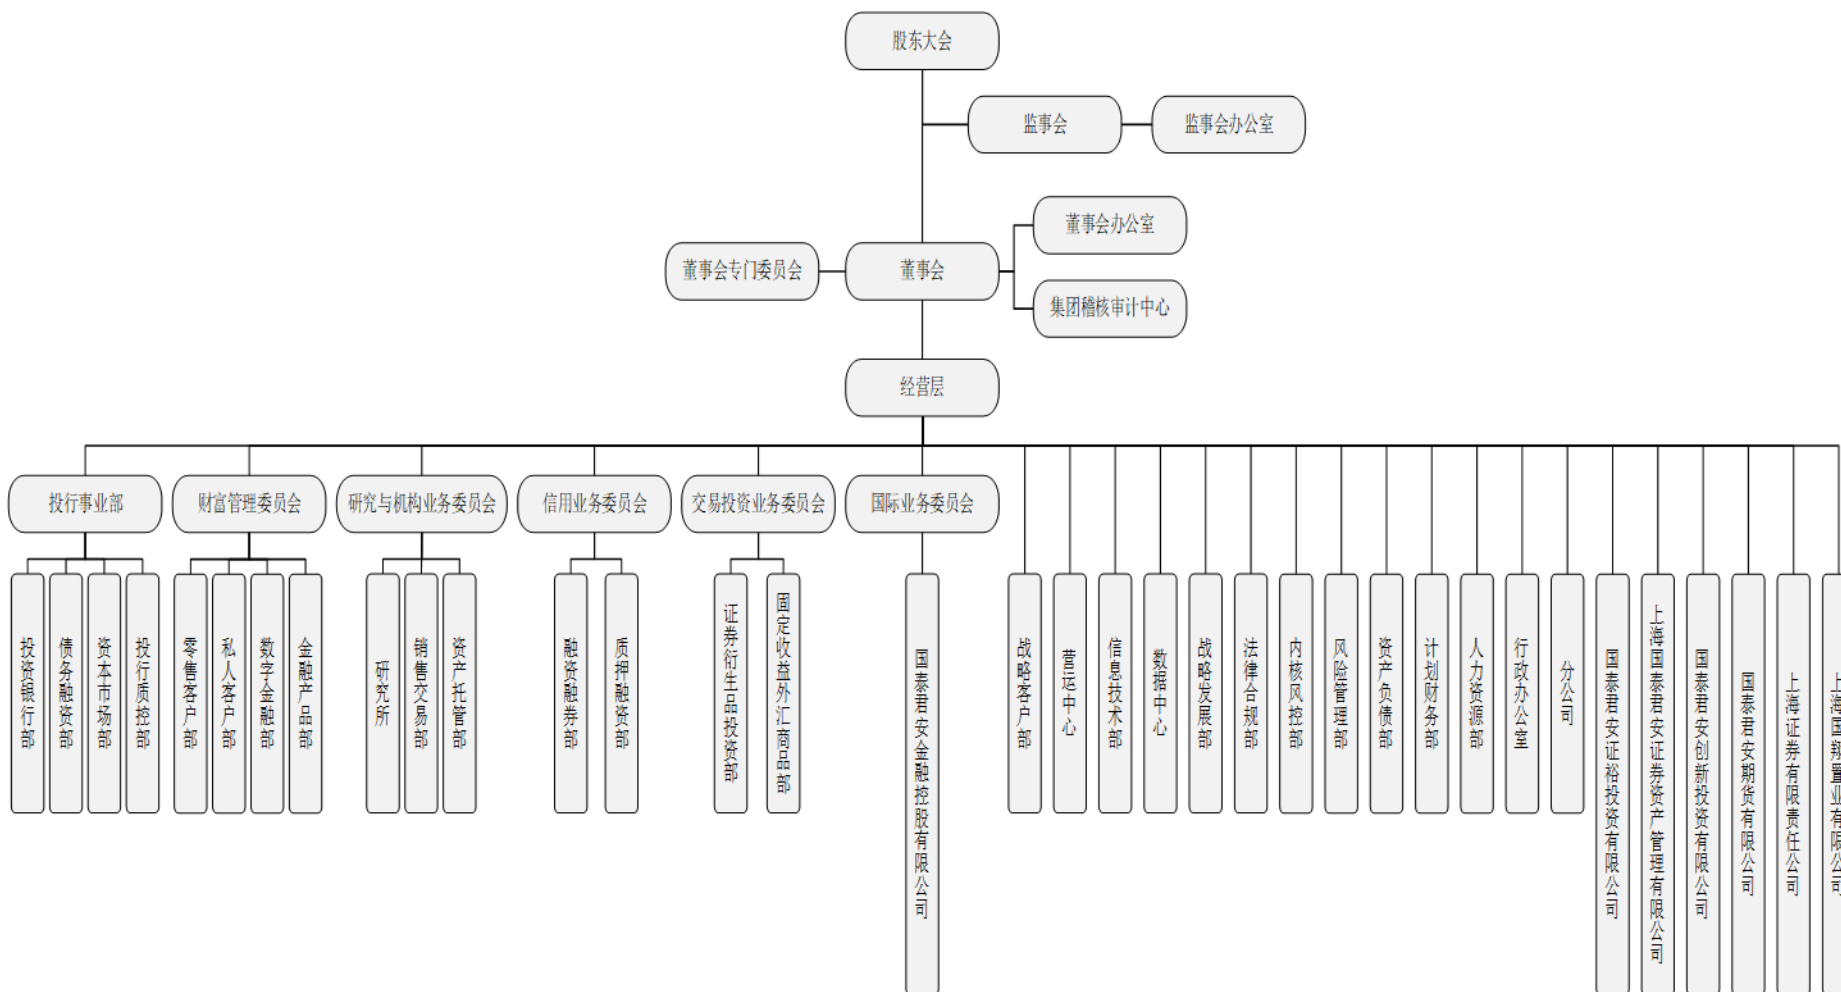 股东大会
监事会
监事会办公室
董事会办公室
董事会专门委员会
董事会
集团稽核审计中心
经营层
投行事业部
财富管理委员会
研究与机构业务委员会
信用业务委员会
交易投资业务委员会
国际业务委员会
投资银行部
债务融资部
资本市场部
投行质控部
零售客户部
私人客户部
数字金融部
金融产品部
研究所
销售交易部
资产托管部
融资融券部
质押融资部
证券衍生品投资部
固定收益外汇商品部
国泰君安金融控股有限公司
战略客户部
营运中心
信息技术部
数据中心
战略发展部
法律合规部
内核风控部
风险管理部
资产负债部
计划财务部
人力资源部
行政办公室
分公司
国泰君安证裕投资有限公司
上海国泰君安证券资产管理有限公司
国泰君安创新投资有限公司
国泰君安期货有限公司
上海证券有限责任公司
上海国翔置业有限公司